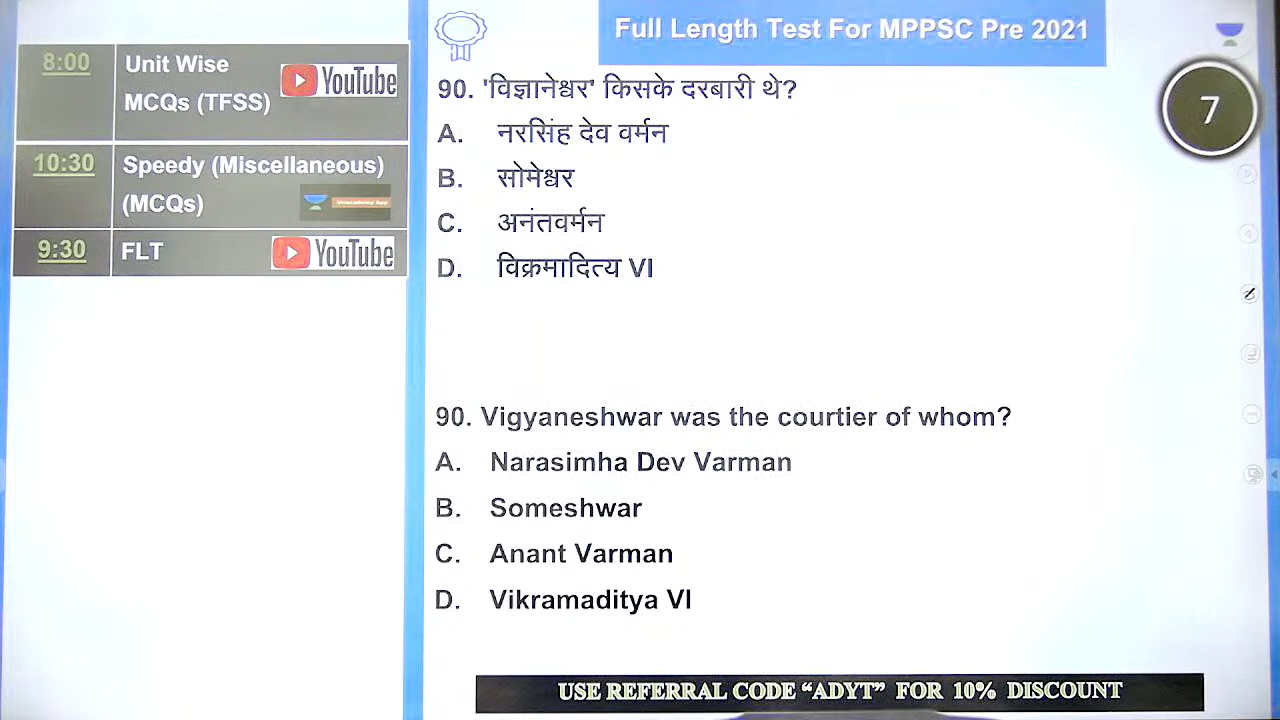 Full Length Test For MPPSC Pre 2021
8:00
Unit Wise
MCQs (TFSS)
YouTube
10:30
Speedy (Miscellaneous)
(MCQs)
9:30
FLT
YouTube
7
90. 'विज्ञानेश्वर' किसके दरबारी थे?
A. नरसिंह देव वर्मन
B. सोमेश्वर
C. अनंतवर्मन
D. विक्रमादित्य VI
90. Vigyaneshwar was the courtier of whom?
A. Narasimha Dev Varman
B. Someshwar
C. Anant Varman
D. Vikramaditya VI
USE REFERRAL CODE “ADYT” FOR 10% DISCOUNT